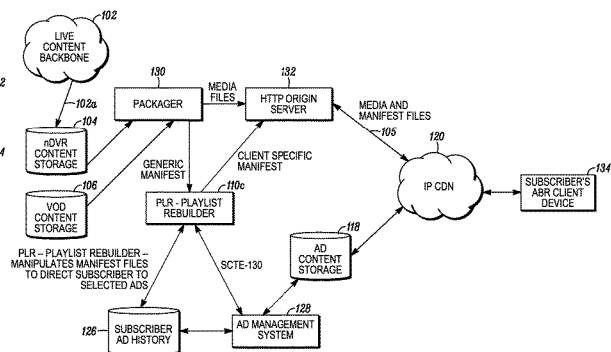 102
LIVE
CONTENT
BACKBONE
2
102a
104
nDVR
CONTENT
STORAGE
4
106
VOD
CONTENT
STORAGE
130
PACKAGER
MEDIA
FILES
132
HTTP ORIGIN
SERVER
MEDIA AND
MANIFEST FILES
105
120
IP CDN
134
SUBSCRIBER'S
ABR CLIENT
DEVICE
GENERIC
MANIFEST
CLIENT SPECIFIC
MANIFEST
110c
PLR - PLAYLIST
REBUILDER
118
AD
CONTENT
STORAGE
PLR – PLAYLIST REBUILDER –
MANIPULATES MANIFEST FILES
TO DIRECT SUBSCRIBER TO
SELECTED ADS
SCTE-130
126
SUBSCRIBER
AD HISTORY
128
AD MANAGEMENT
SYSTEM